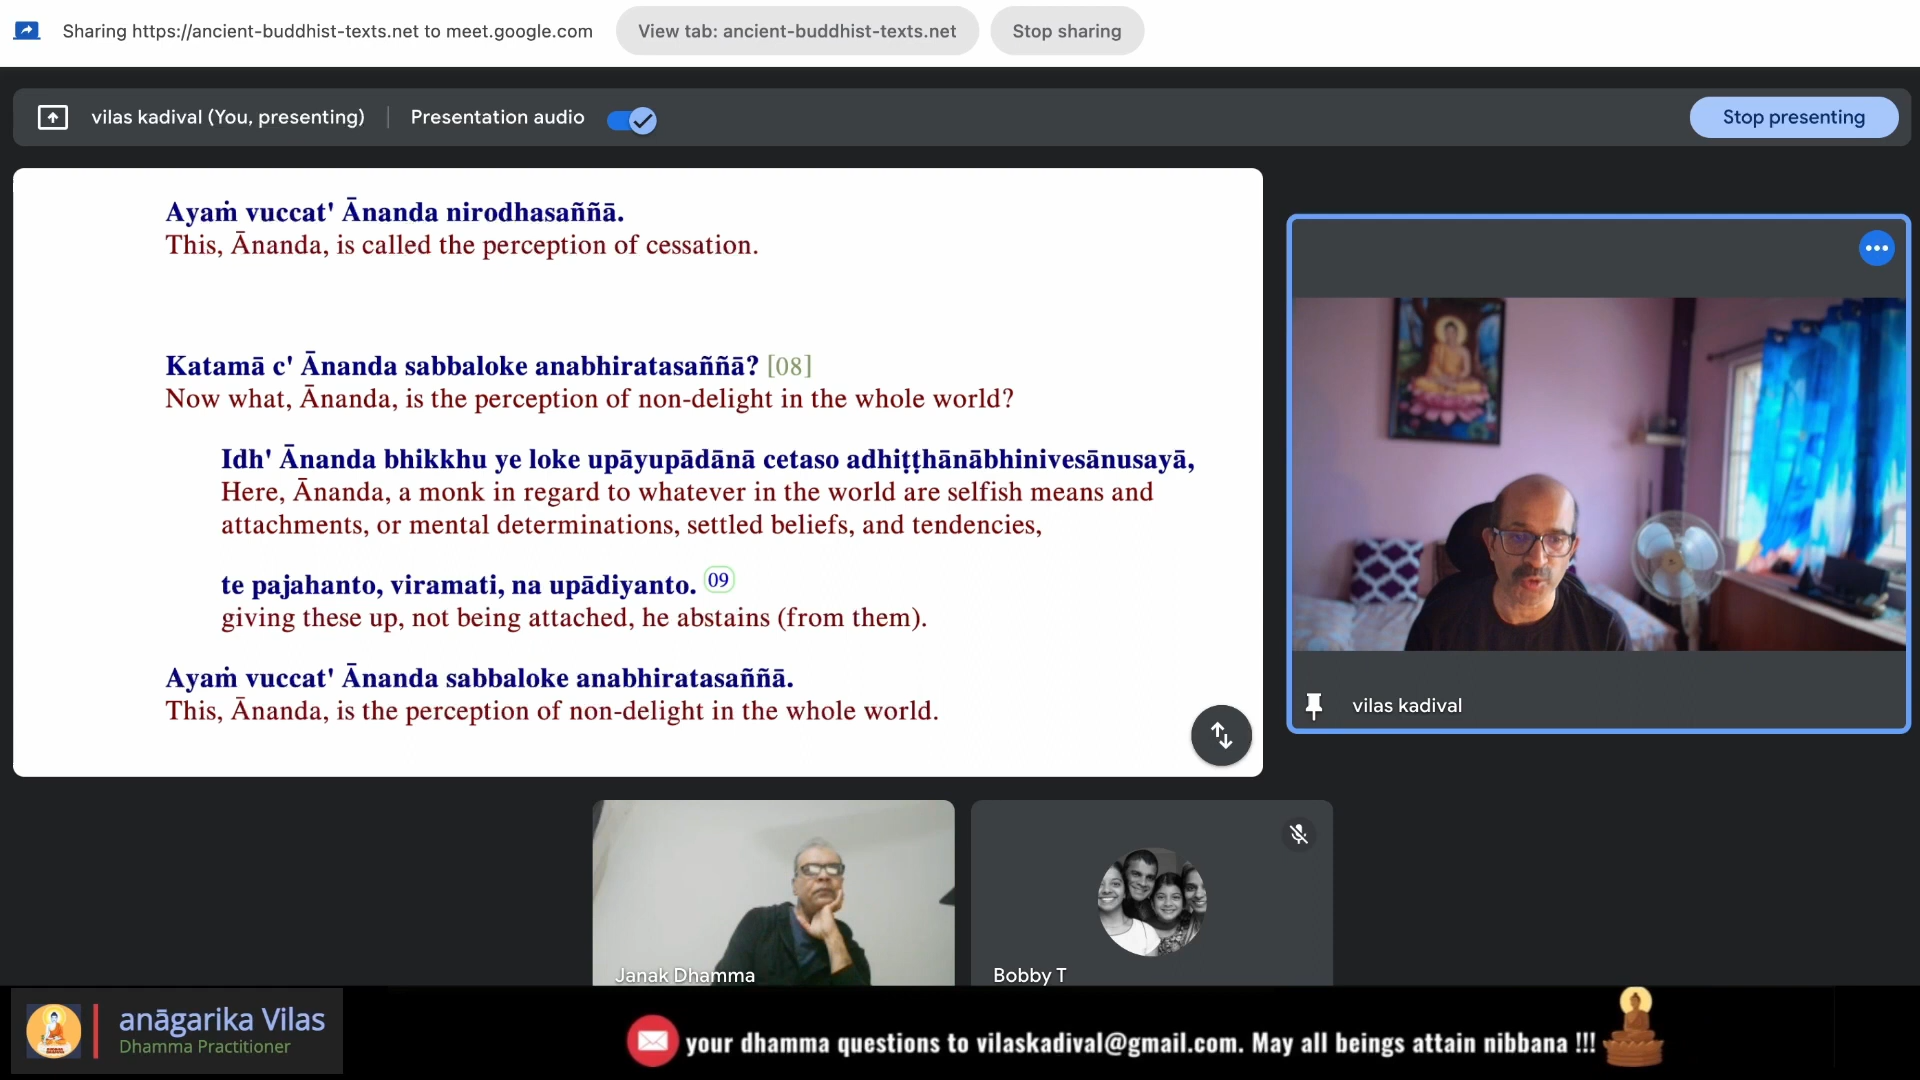 Sharing https://ancient-buddhist-texts.net to meet.google.com
View tab: ancient-buddhist-texts.net
Stop sharing
vilas kadival (You, presenting)
Presentation audio
Stop presenting
Ayaṁ vuccat' Ānanda nirodhasaññā.
This, Ānanda, is called the perception of cessation.
Katamā c' Ānanda sabbaloke anabhiratasaññā? [08]
Now what, Ānanda, is the perception of non-delight in the whole world?
Idh' Ānanda bhikkhu ye loke upāyupādānā cetaso adhiṭṭhānābhinivesānusayā,
Here, Ānanda, a monk in regard to whatever in the world are selfish means and
attachments, or mental determinations, settled beliefs, and tendencies,
te pajahanto, viramati, na upādiyanto. 09
giving these up, not being attached, he abstains (from them).
Ayaṁ vuccat' Ānanda sabbaloke anabhiratasaññā.
This, Ānanda, is the perception of non-delight in the whole world.
vilas kadival
Janak Dhamma
Bobby T
anāgarika Vilas
Dhamma Practitioner
your dhamma questions to vilaskadival@gmail.com. May all beings attain nibbana !!!